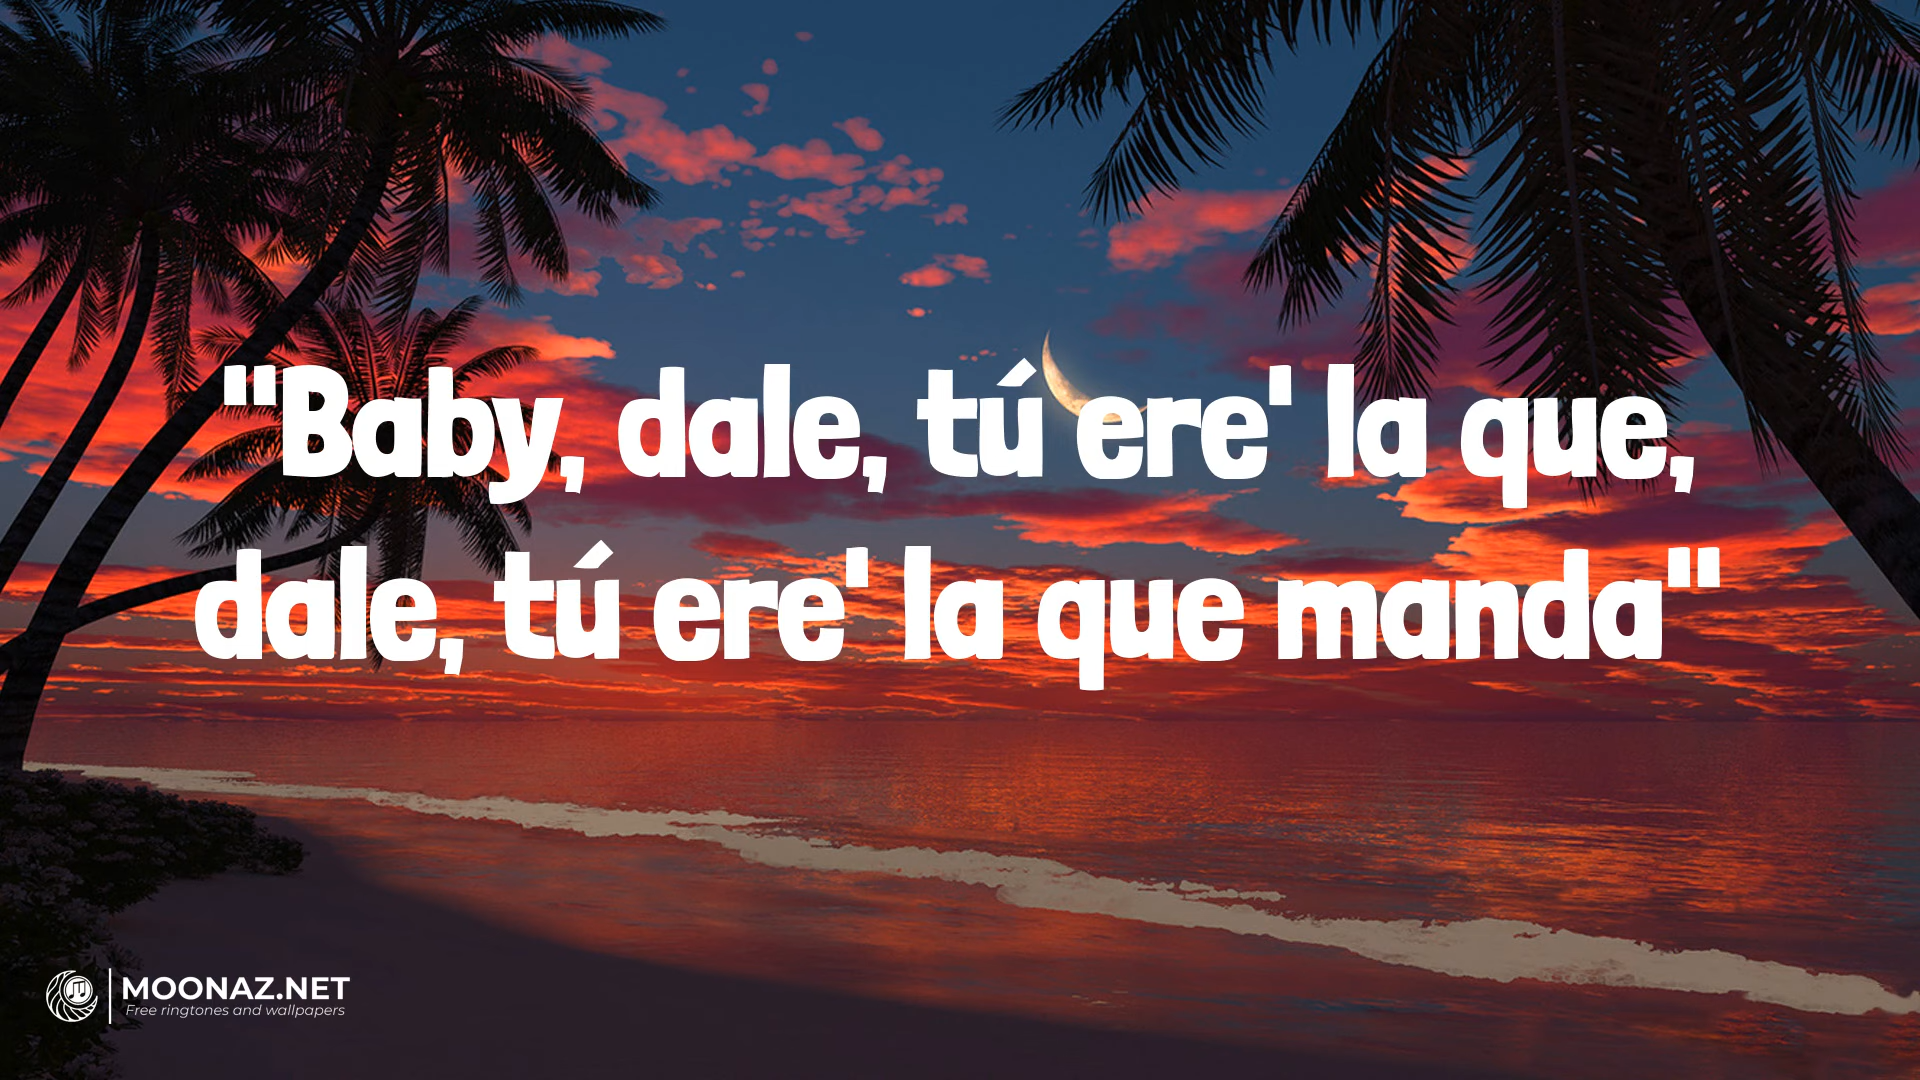 "Baby, dale, tú ere' la que,
dale, tú ere' la que manda"
MOONAZ.NET
Free ringtones and wallpapers